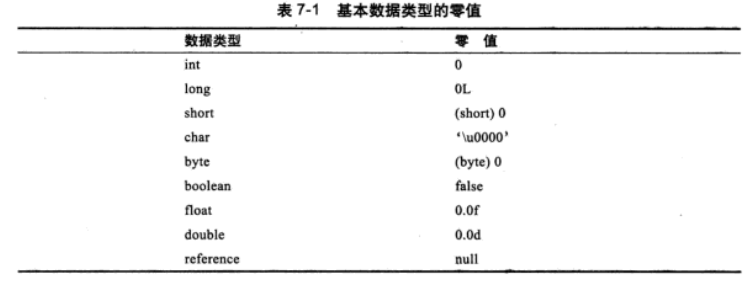 表 7-1 基本数据类型的零值
数据类型 零 值
int 0
long 0L
short (short) 0
char ‘\u0000’
byte (byte) 0
boolean false
float 0.0f
double 0.0d
reference null